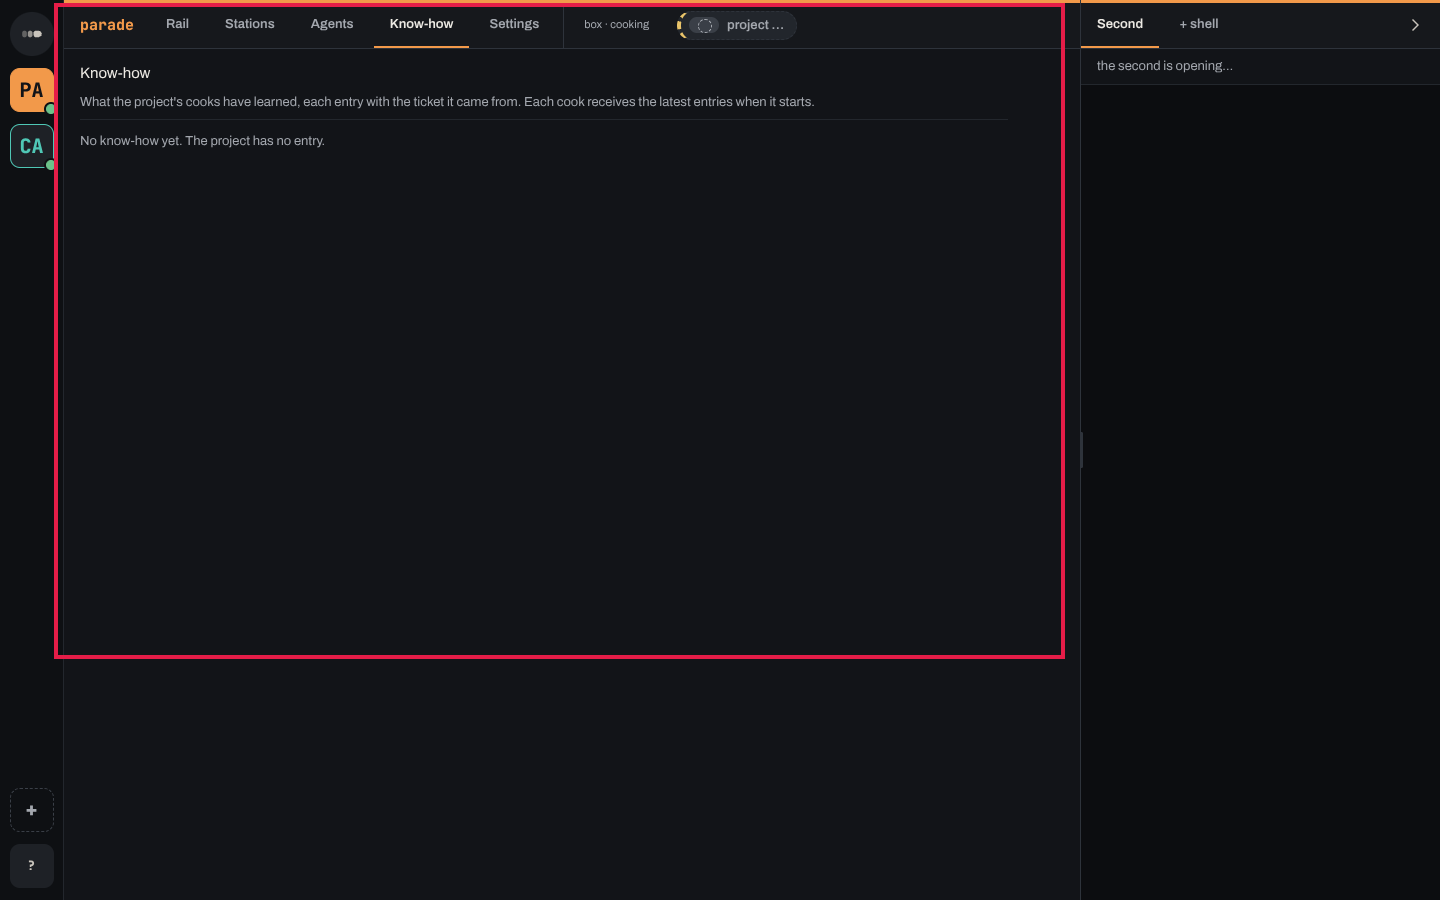 parade Rail Stations Agents Know-how Settings box · cooking project ...
Second + shell
PA
CA
Know-how
What the project's cooks have learned, each entry with the ticket it came from. Each cook receives the latest entries when it starts.
No know-how yet. The project has no entry.
the second is opening...
+
?